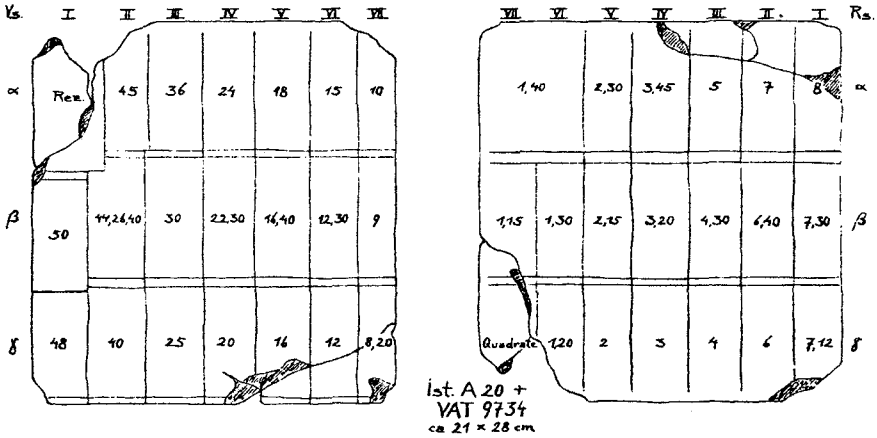 Vs. I II III IV V VI VII
α Rez. 45 36 24 18 15 10
β 50 44,26,40 30 22,30 16,40 12,30 9
γ 48 40 25 20 16 12 8,20
VII VI V IV III II. I Rs.
1,40 2,30 3,45 5 7 8 α
1,15 1,30 2,15 3,20 4,30 6,40 7,30 β
Quadrate 1,20 2 3 4 6 7,12 γ
ist. A 20 +
VAT 9734
ca 21 × 28 cm